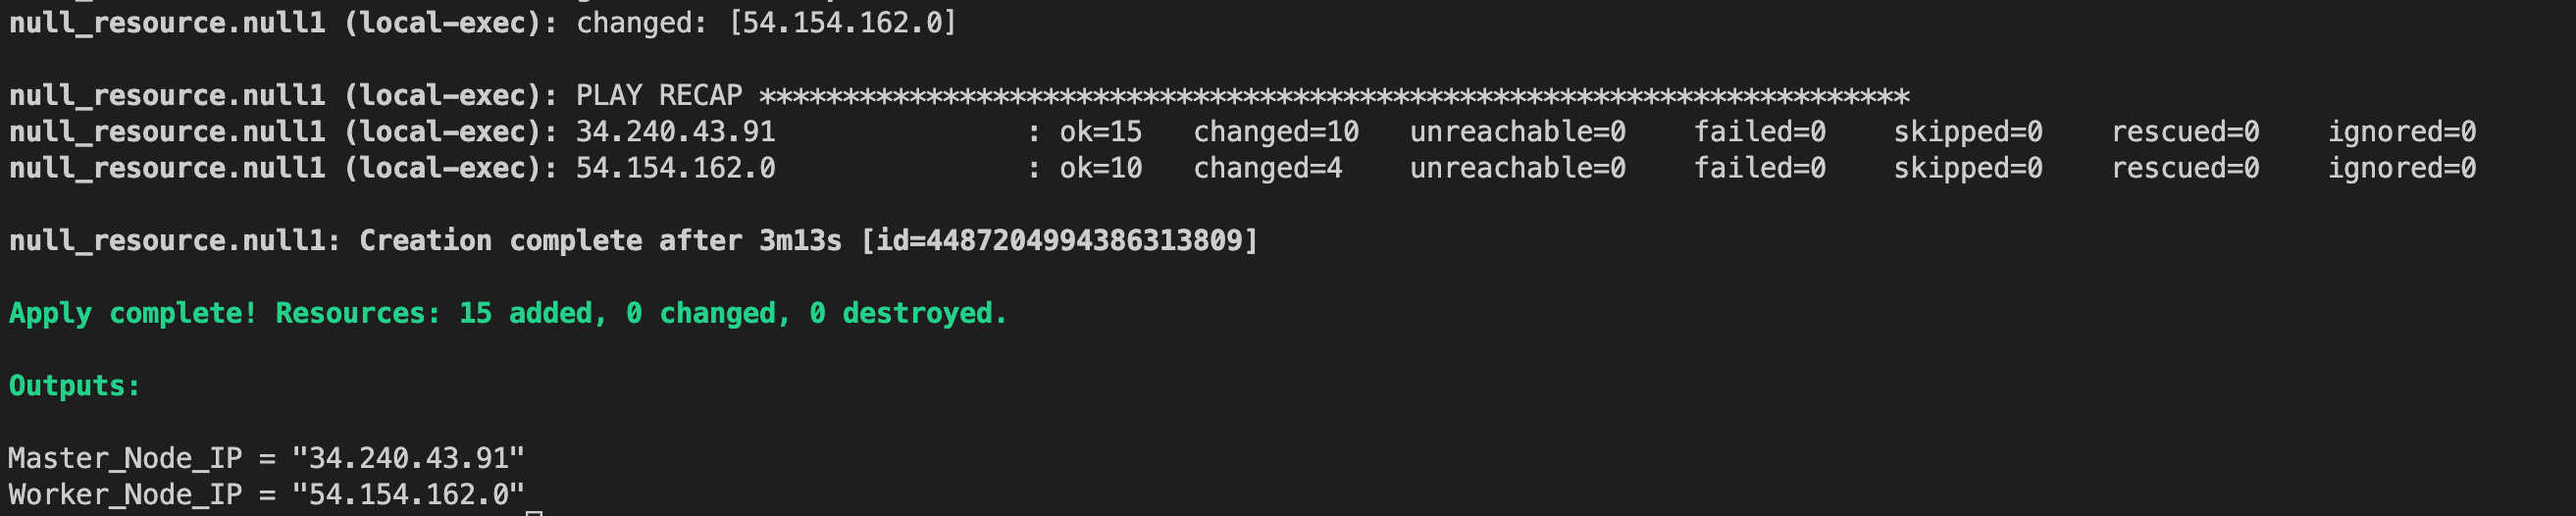 null_resource.null1 (local-exec): changed: [54.154.162.0]
null_resource.null1 (local-exec): PLAY RECAP *********************************************************************
null_resource.null1 (local-exec): 34.240.43.91               : ok=15   changed=10   unreachable=0    failed=0    skipped=0    rescued=0    ignored=0
null_resource.null1 (local-exec): 54.154.162.0               : ok=10   changed=4    unreachable=0    failed=0    skipped=0    rescued=0    ignored=0
null_resource.null1: Creation complete after 3m13s [id=4487204994386313809]
Apply complete! Resources: 15 added, 0 changed, 0 destroyed.
Outputs:
Master_Node_IP = "34.240.43.91"
Worker_Node_IP = "54.154.162.0"